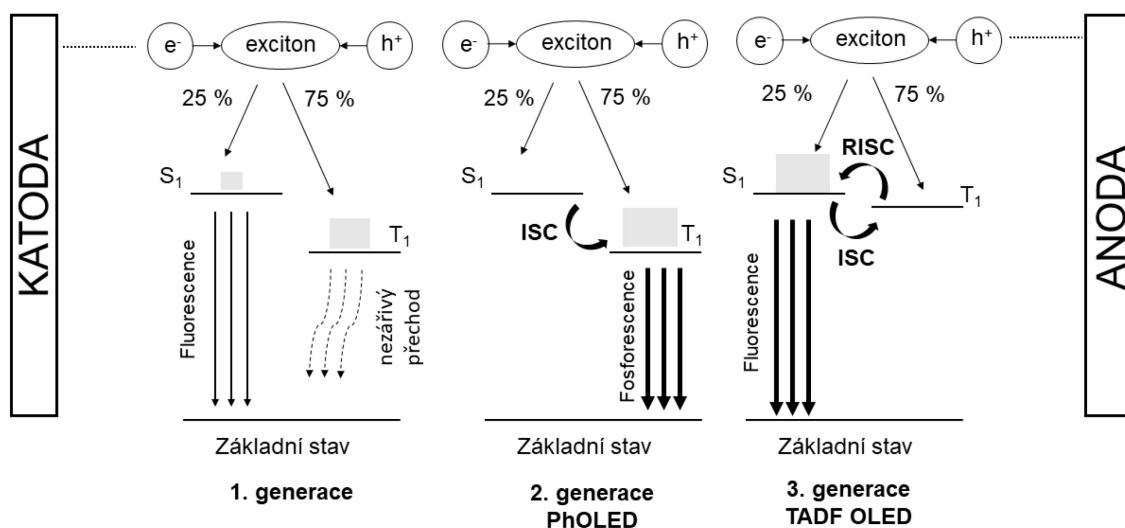 KATODA
e-
exciton
h+
25 %
75 %
S1
T1
Fluorescence
nezářivý
přechod
Základní stav
1. generace
e-
exciton
h+
25 %
75 %
S1
ISC
T1
Fosforescence
Základní stav
2. generace
PhOLED
e-
exciton
h+
25 %
75 %
RISC
S1
T1
ISC
Fluorescence
Základní stav
3. generace
TADF OLED
ANODA